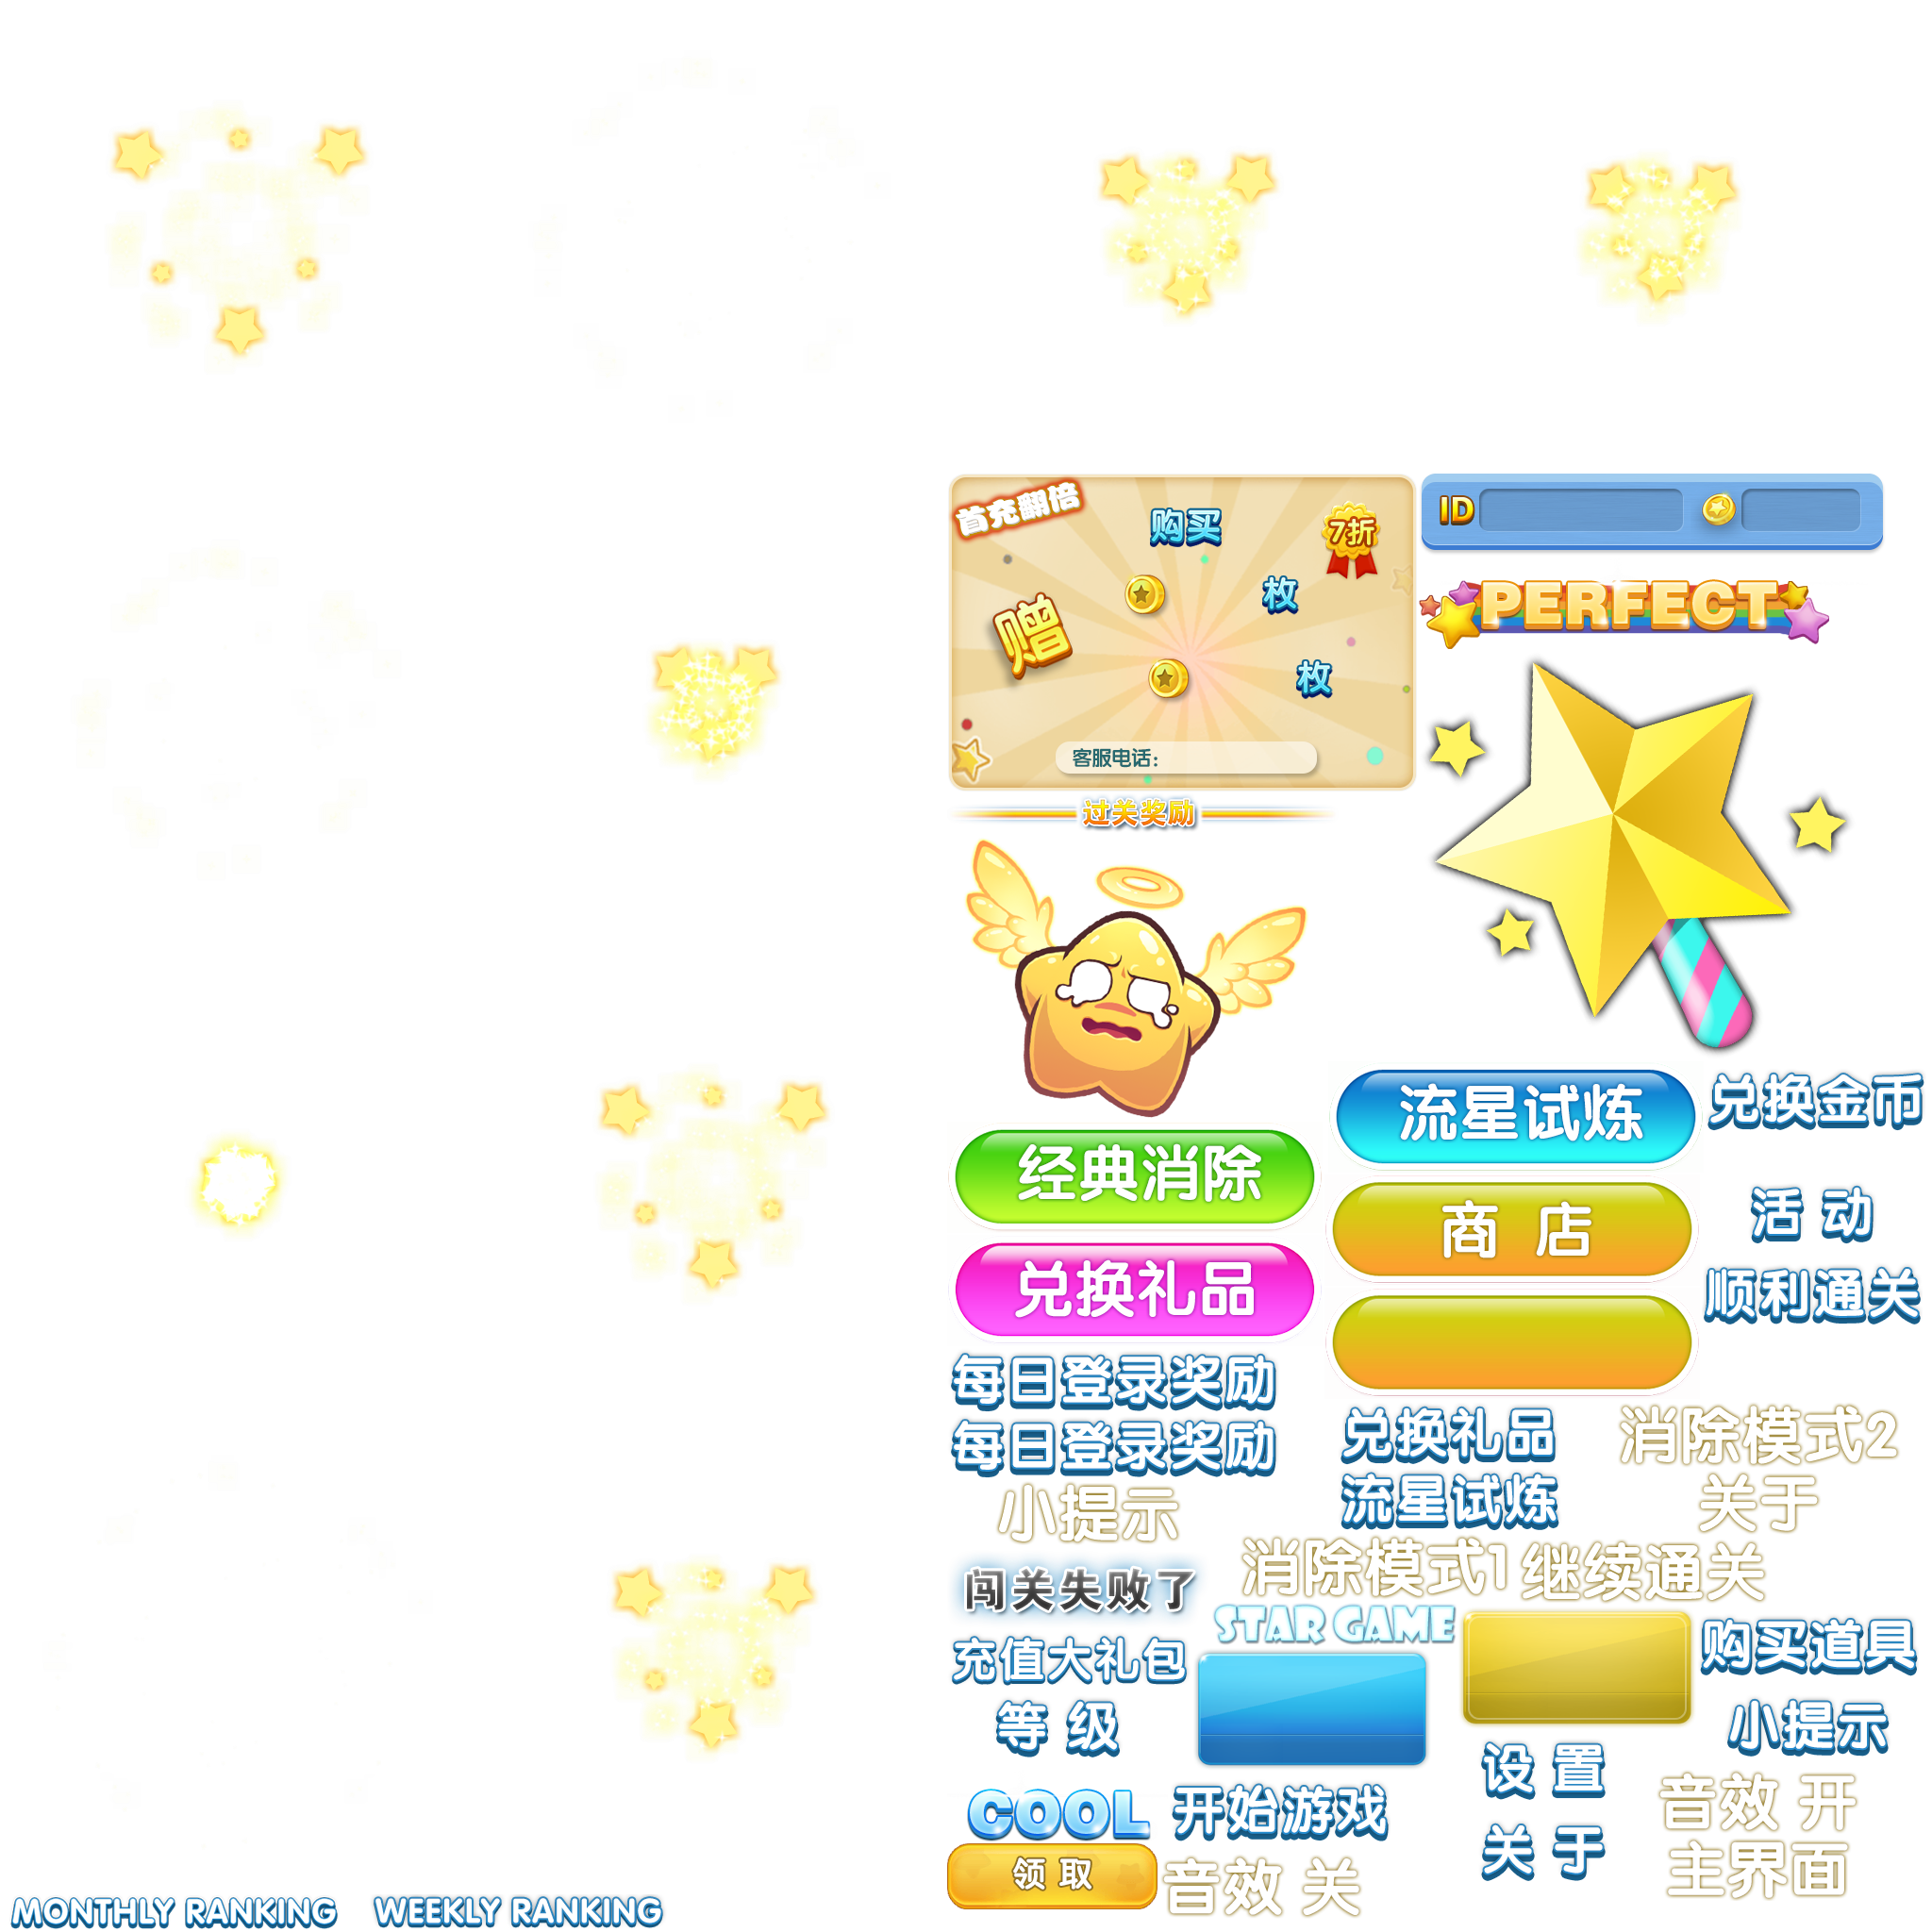 首充翻倍
购买
7折
赠
枚
枚
客服电话：
ID
PERFECT
过关奖励
流星试炼
兑换金币
经典消除
商 店
活 动
兑换礼品
顺利通关
每日登录奖励
每日登录奖励
兑换礼品
消除模式2
流星试炼
关于
小提示
消除模式1
继续通关
闯关失败了
STAR GAME
购买道具
充值大礼包
等 级
小提示
设 置
音效 开
COOL
开始游戏
关 于
主界面
领 取
音效 关
MONTHLY RANKING
WEEKLY RANKING